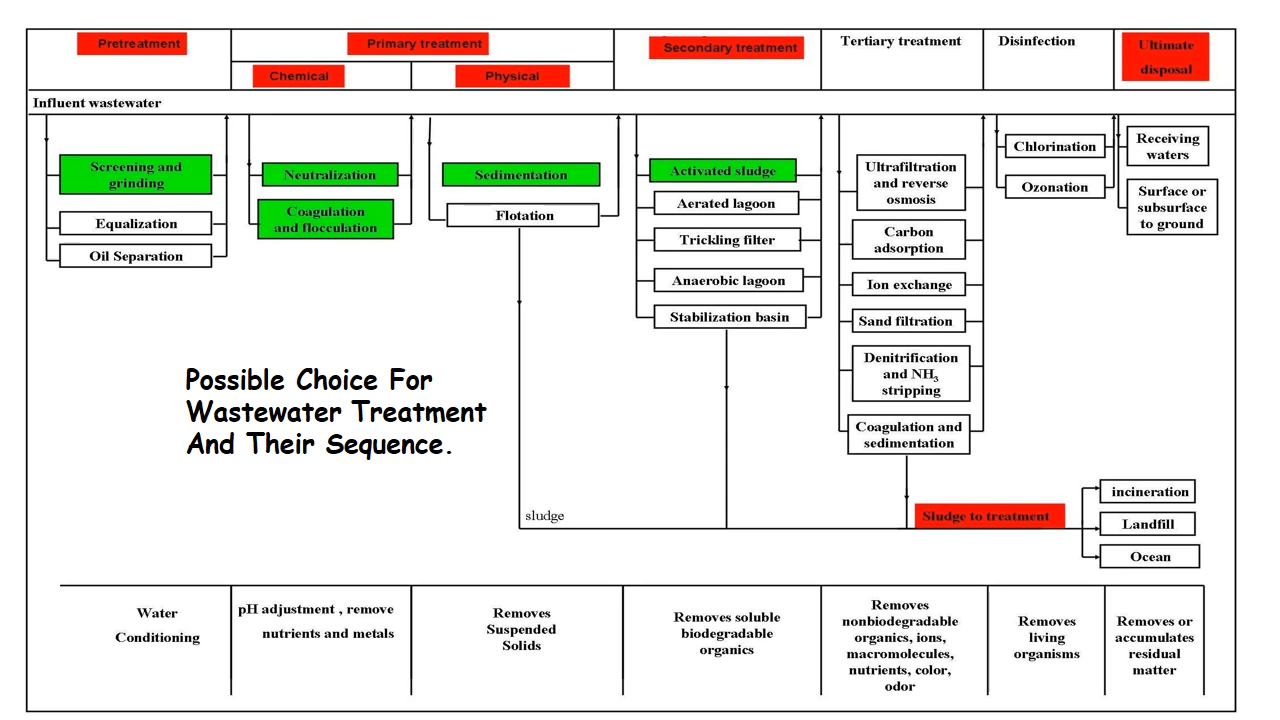 Pretreatment
Primary treatment
Secondary treatment
Tertiary treatment
Disinfection
Ultimate
disposal
Chemical
Physical
Influent wastewater
Screening and
grinding
Equalization
Oil Separation
Neutralization
Coagulation
and flocculation
Sedimentation
Flotation
Activated sludge
Aerated lagoon
Trickling filter
Anaerobic lagoon
Stabilization basin
Ultrafiltration
and reverse
osmosis
Carbon
adsorption
Ion exchange
Sand filtration
Denitrification
and NH3
stripping
Coagulation and
sedimentation
Chlorination
Ozonation
Receiving
waters
Surface or
subsurface
to ground
Possible Choice For
Wastewater Treatment
And Their Sequence.
sludge
Sludge to treatment
incineration
Landfill
Ocean
Water
Conditioning
pH adjustment , remove
nutrients and metals
Removes
Suspended
Solids
Removes soluble
biodegradable
organics
Removes
nonbiodegradable
organics, ions,
macromolecules,
nutrients, color,
odor
Removes
living
organisms
Removes or
accumulates
residual
matter